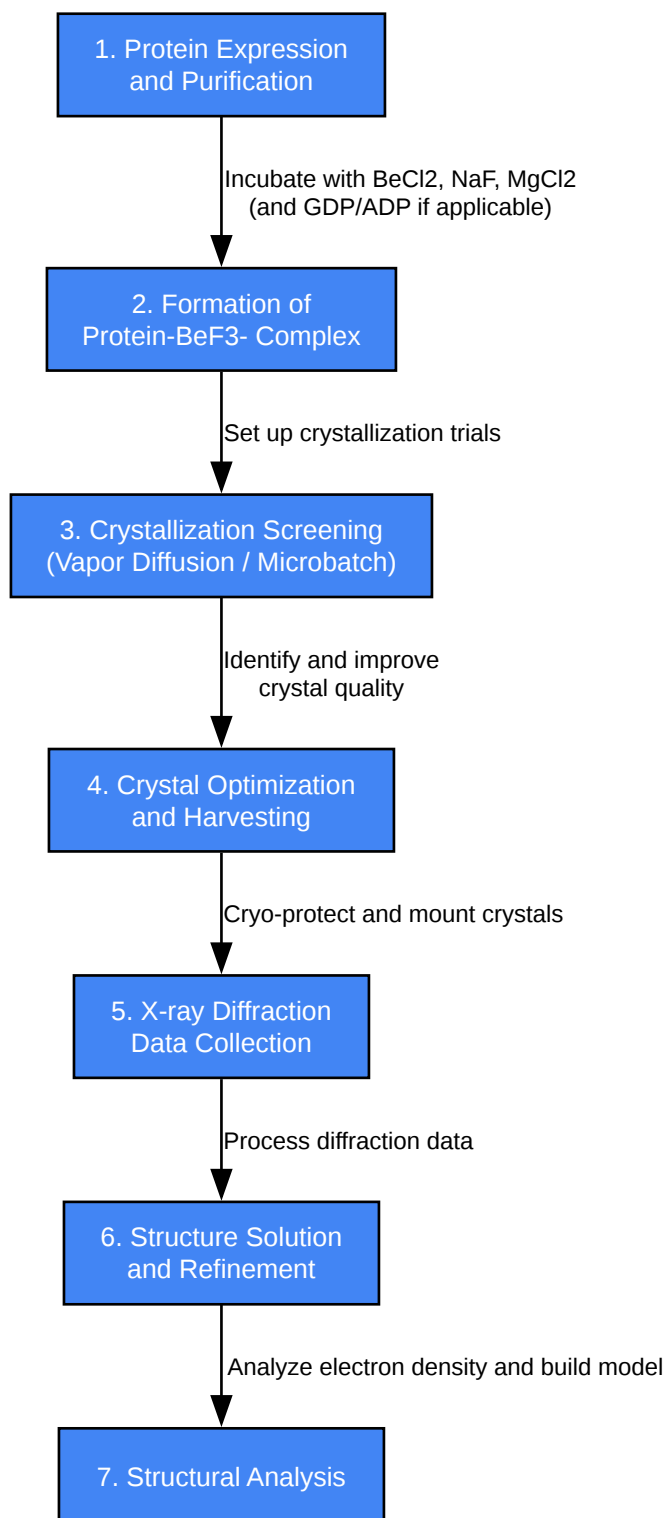 1. Protein Expression
and Purification
Incubate with BeCl2, NaF, MgCl2
(and GDP/ADP if applicable)
2. Formation of
Protein-BeF3- Complex
Set up crystallization trials
3. Crystallization Screening
(Vapor Diffusion / Microbatch)
Identify and improve
crystal quality
4. Crystal Optimization
and Harvesting
Cryo-protect and mount crystals
5. X-ray Diffraction
Data Collection
Process diffraction data
6. Structure Solution
and Refinement
Analyze electron density and build model
7. Structural Analysis